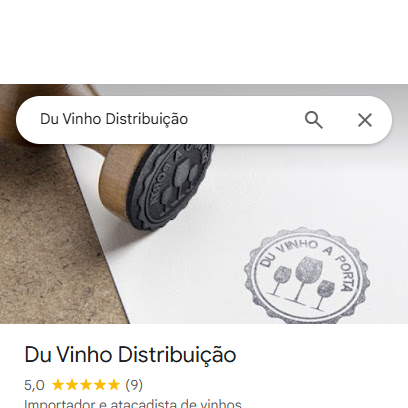 Du Vinho Distribuição
DU VINHO A PORTA
Du Vinho Distribuição
5,0 (9)
Importador e atacadista de vinhos